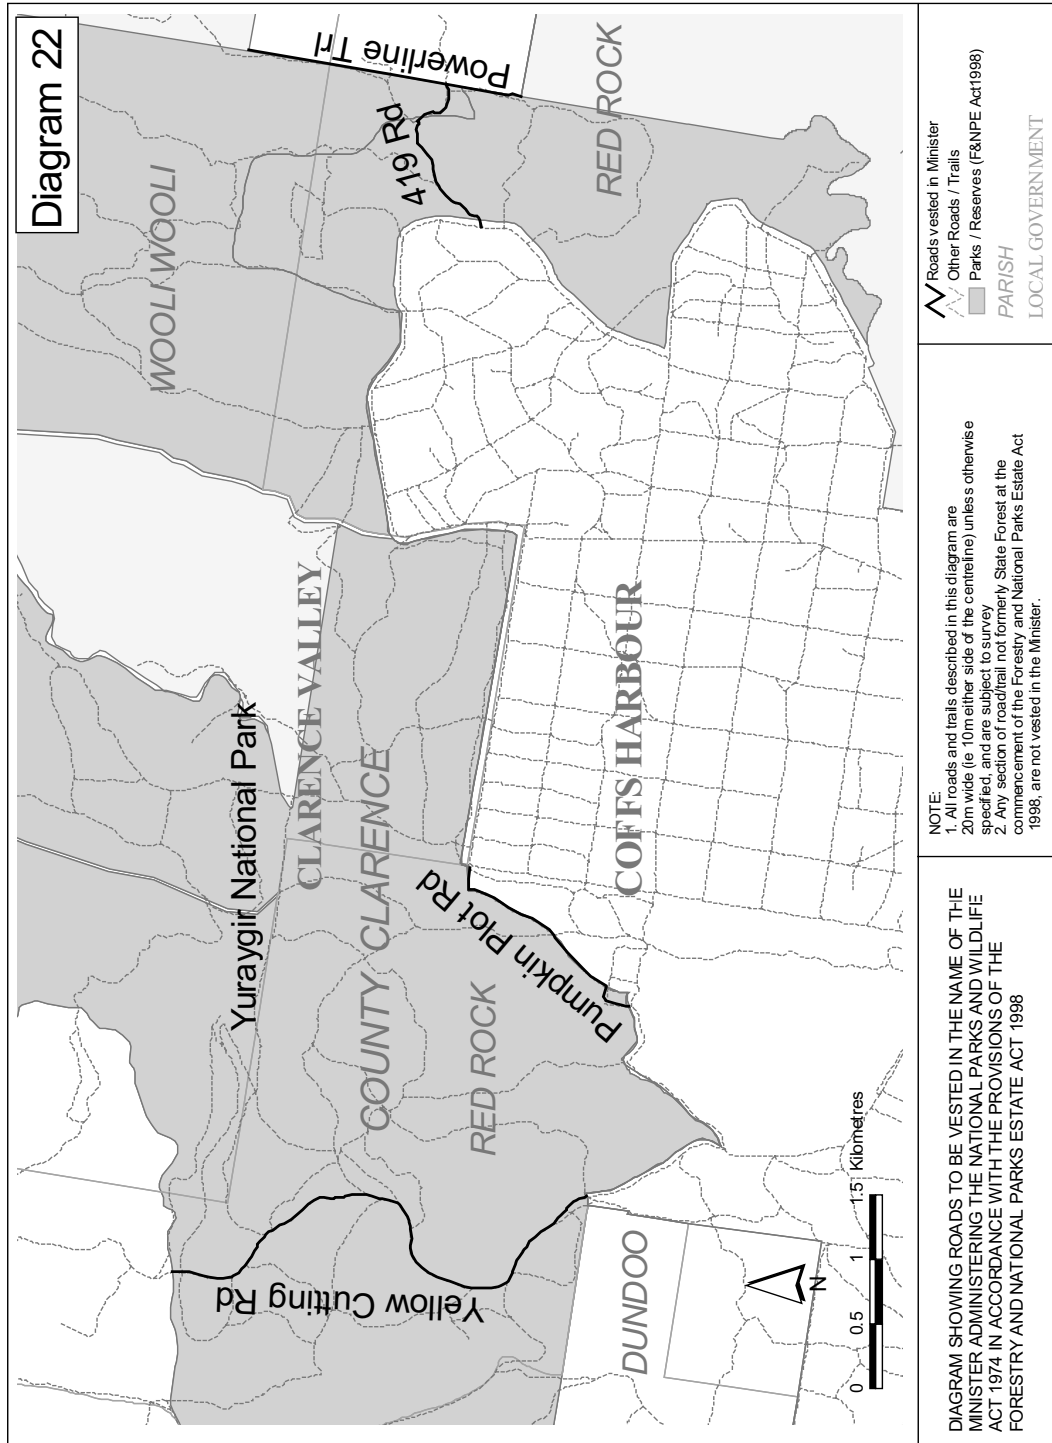 Diagram 22
WOOLI WOOLI
Powerline Trl
419 Rd
RED ROCK
Yuraygir National Park
CLARENCE VALLEY
COUNTY CLARENCE
Pumpkin Plot Rd
RED ROCK
COFFS HARBOUR
Yellow Cutting Rd
DUNDOO
N
0 0.5 1 1.5 Kilometres
DIAGRAM SHOWING ROADS TO BE VESTED IN THE NAME OF THE
MINISTER ADMINISTERING THE NATIONAL PARKS AND WILDLIFE
ACT 1974 IN ACCORDANCE WITH THE PROVISIONS OF THE
FORESTRY AND NATIONAL PARKS ESTATE ACT 1998
NOTE:
1. All roads and trails described in this diagram are
20m wide (ie 10m either side of the centreline) unless otherwise
specified, and are subject to survey
2. Any section of road/trail not formerly State Forest at the
commencement of the Forestry and National Parks Estate Act
1998, are not vested in the Minister.
Roads vested in Minister
Other Roads / Trails
Parks / Reserves (F&NPE Act1998)
PARISH
LOCAL GOVERNMENT